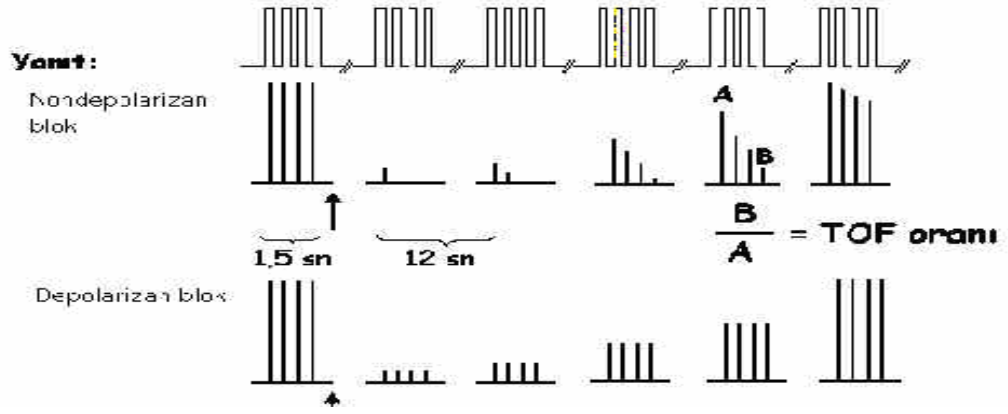 Yanıt:
Nondepolarizan
blok
A
B
B
A
= TOF oranı
1,5 sn
12 sn
Depolarizan blok